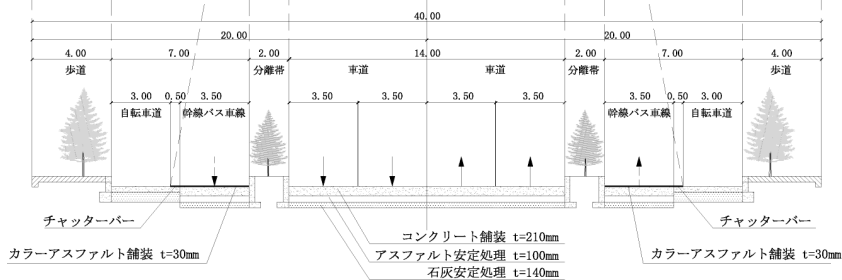 40.00
20.00
20.00
4.00 7.00 2.00 14.00 2.00 7.00 4.00
歩道 分離帯 車道 車道 分離帯 歩道
3.00 0.50 3.50 3.50 3.50 3.50 3.50 3.50 0.50 3.00
自転車道 幹線バス車線 幹線バス車線 自転車道
チャッターバー チャッターバー
コンクリート舗装 t=210mm
カラーアスファルト舗装 t=30mm アスファルト安定処理 t=100mm カラーアスファルト舗装 t=30mm
石灰安定処理 t=140mm